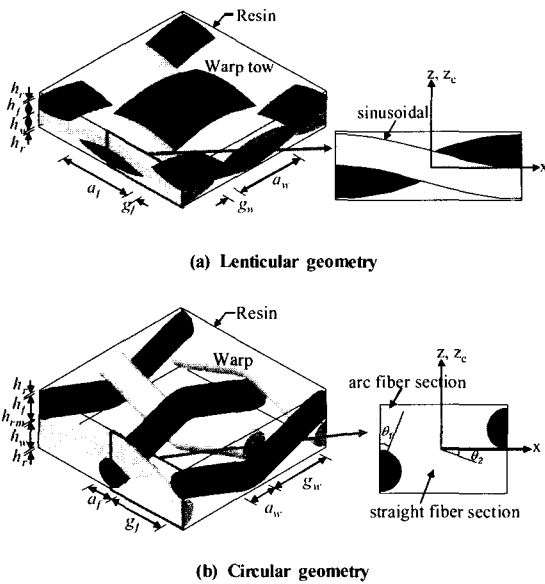 Resin
Warp tow
h_r
h_f
h_w
h_r
a_f
g_f
g_w
a_w
z, z_c
sinusoidal
x
(a) Lenticular geometry
Resin
Warp
h_r
h_f
h_rm
h_w
h_r
a_f
g_f
a_w
g_w
z, z_c
arc fiber section
θ_1
θ_2
x
straight fiber section
(b) Circular geometry